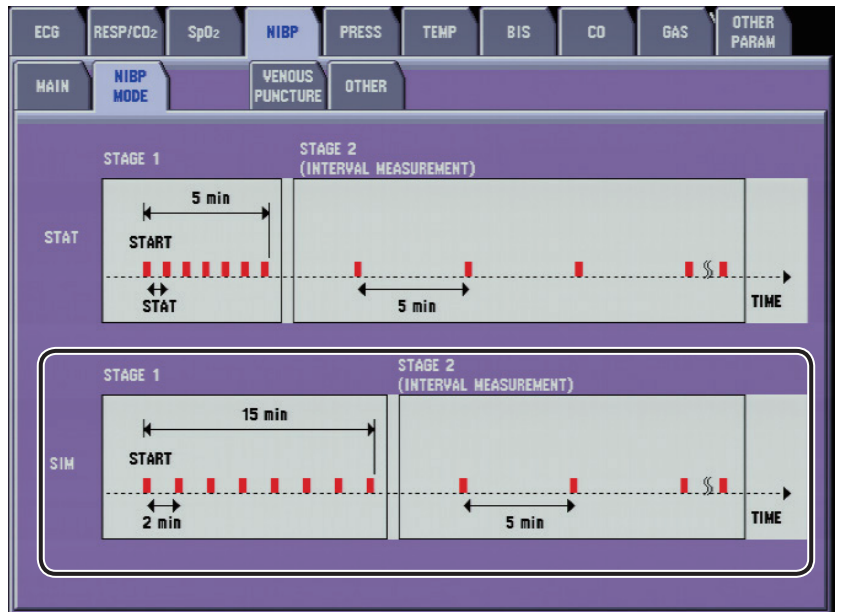 ECG RESP/CO2 SpO2 NIBP PRESS TEMP BIS CO GAS OTHER PARAM
MAIN NIBP MODE VENOUS PUNCTURE OTHER
STAGE 1
STAGE 2
(INTERVAL MEASUREMENT)
5 min
STAT
START
STAT
5 min
TIME
STAGE 1
STAGE 2
(INTERVAL MEASUREMENT)
15 min
SIM
START
2 min
5 min
TIME